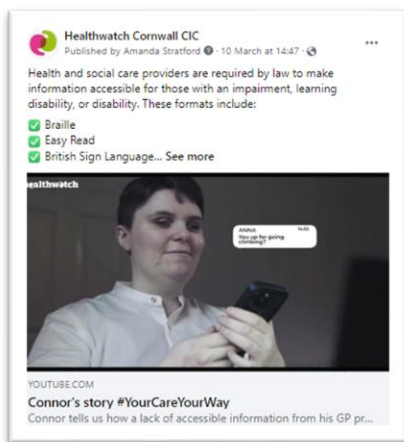 Healthwatch Cornwall CIC
Published by Amanda Stratford · 10 March at 14:47 ·
Health and social care providers are required by law to make
information accessible for those with an impairment, learning
disability, or disability. These formats include:
✅ Braille
✅ Easy Read
✅ British Sign Language... See more
ealthwatch
ANNA
You up for going
climbing?
YOUTUBE.COM
Connor's story #YourCareYourWay
Connor tells us how a lack of accessible information from his GP pr...